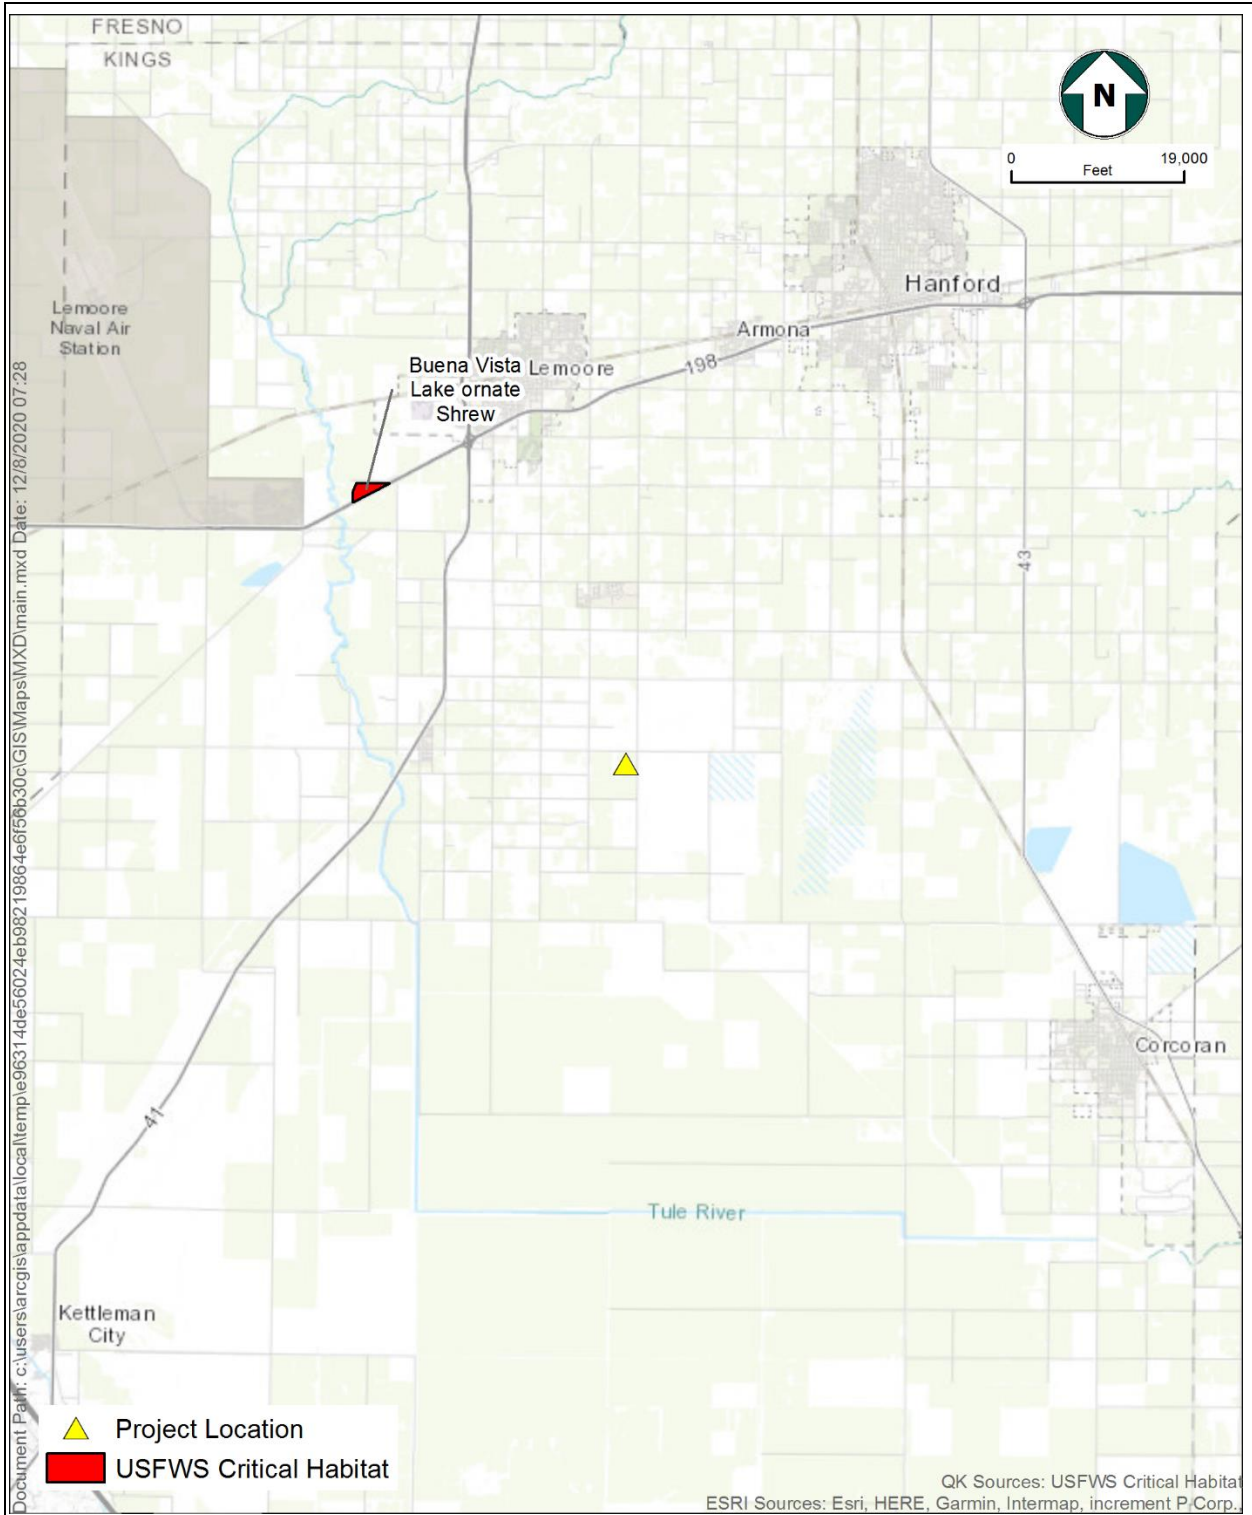 FRESNO
KINGS
N
0 19,000
Feet
Lemoore
Naval Air
Station
Hanford
Armona
198
Buena Vista
Lake ornate
Shrew
Lemoore
43
41
Tule River
Corcoran
Kettleman
City
Project Location
USFWS Critical Habitat
QK Sources: USFWS Critical Habitat
ESRI Sources: Esri, HERE, Garmin, Intermap, increment P Corp.,
Document Path: c:\users\arcgis\appdata\local\temp\e96314de56024eb98219864e6f56b30c\GIS\Maps\MXD\main.mxd Date: 12/8/2020 07:28